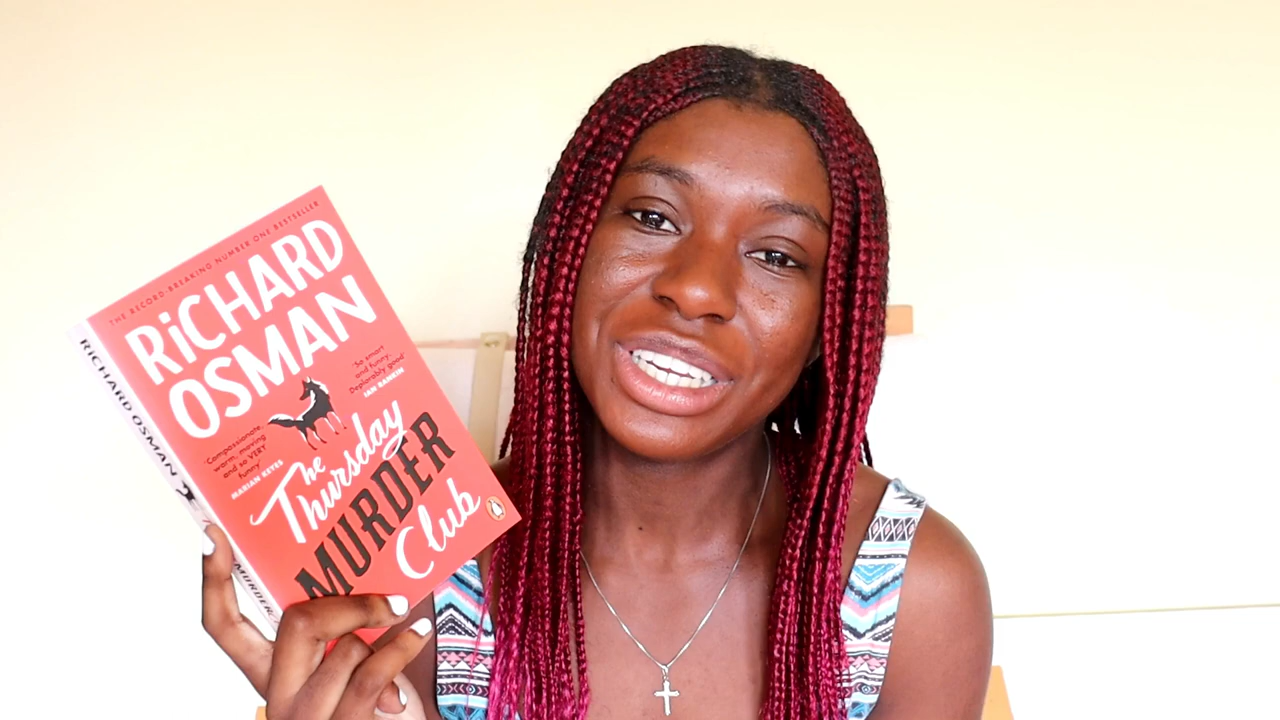 THE RECORD-BREAKING NUMBER ONE BESTSELLER
RiCHARD
OSMAN
'So smart
and funny.
Deplorably good'
IAN RANKIN
'Compassionate,
warm, moving
and so VERY
funny'
MARIAN KEYES
The
Thursday
MURDER
Club
RICHARD OSMAN
MURDER